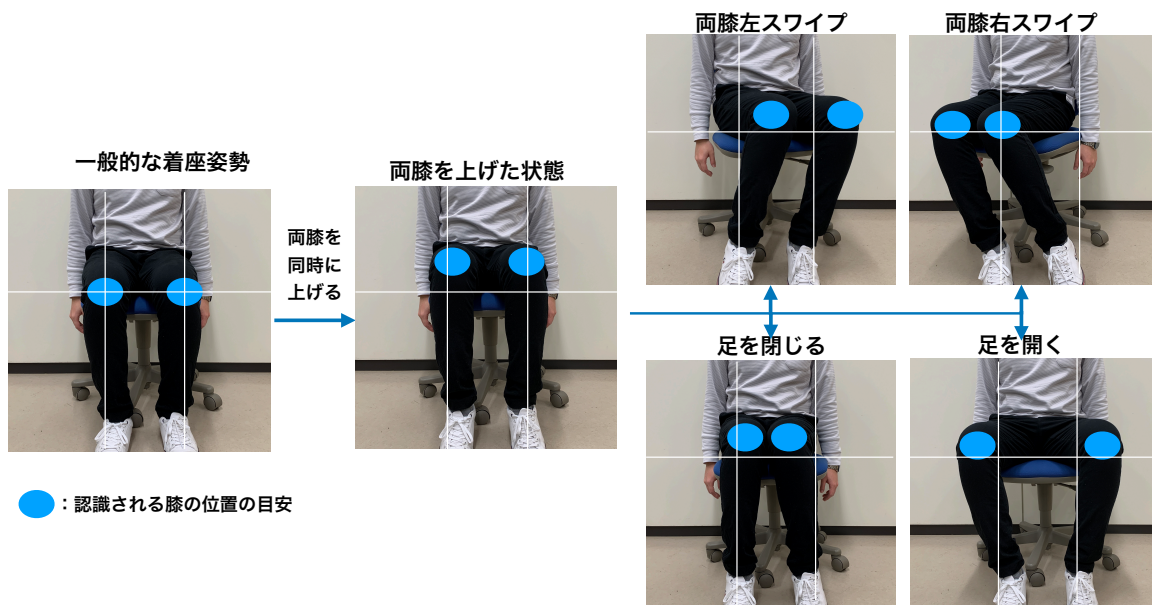 両膝左スワイプ
両膝右スワイプ
一般的な着座姿勢
両膝を上げた状態
両膝を
同時に
上げる
足を閉じる
足を開く
：認識される膝の位置の目安